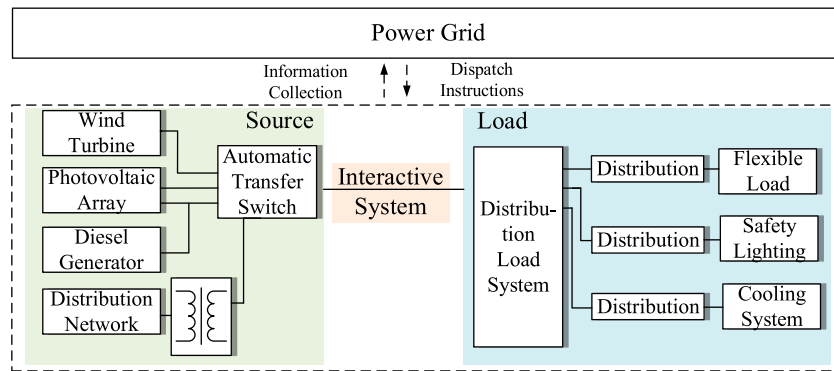 Power Grid
Information
Collection
Dispatch
Instructions
Source
Wind
Turbine
Photovoltaic
Array
Diesel
Generator
Distribution
Network
Automatic
Transfer
Switch
Interactive
System
Load
Distribu-
tion
Load
System
Distribution
Flexible
Load
Distribution
Safety
Lighting
Distribution
Cooling
System